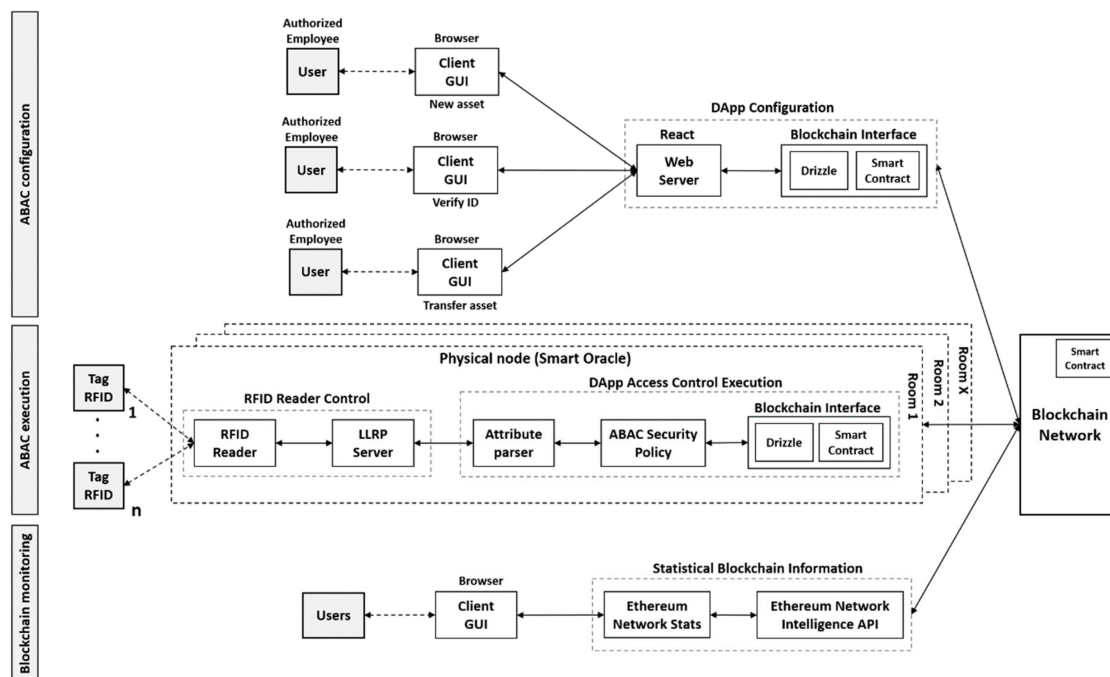 ABAC configuration
Authorized
Employee
User
Browser
Client
GUI
New asset
Authorized
Employee
User
Browser
Client
GUI
Verify ID
Authorized
Employee
User
Browser
Client
GUI
Transfer asset
DApp Configuration
React
Web
Server
Blockchain Interface
Drizzle
Smart
Contract
ABAC execution
Tag
RFID
1
.
.
.
Tag
RFID
n
Physical node (Smart Oracle)
RFID Reader Control
RFID
Reader
LLRP
Server
DApp Access Control Execution
Attribute
parser
ABAC Security
Policy
Blockchain Interface
Drizzle
Smart
Contract
Room 1
Room 2
Room X
Smart
Contract
Blockchain
Network
Blockchain monitoring
Users
Browser
Client
GUI
Statistical Blockchain Information
Ethereum
Network Stats
Ethereum Network
Intelligence API